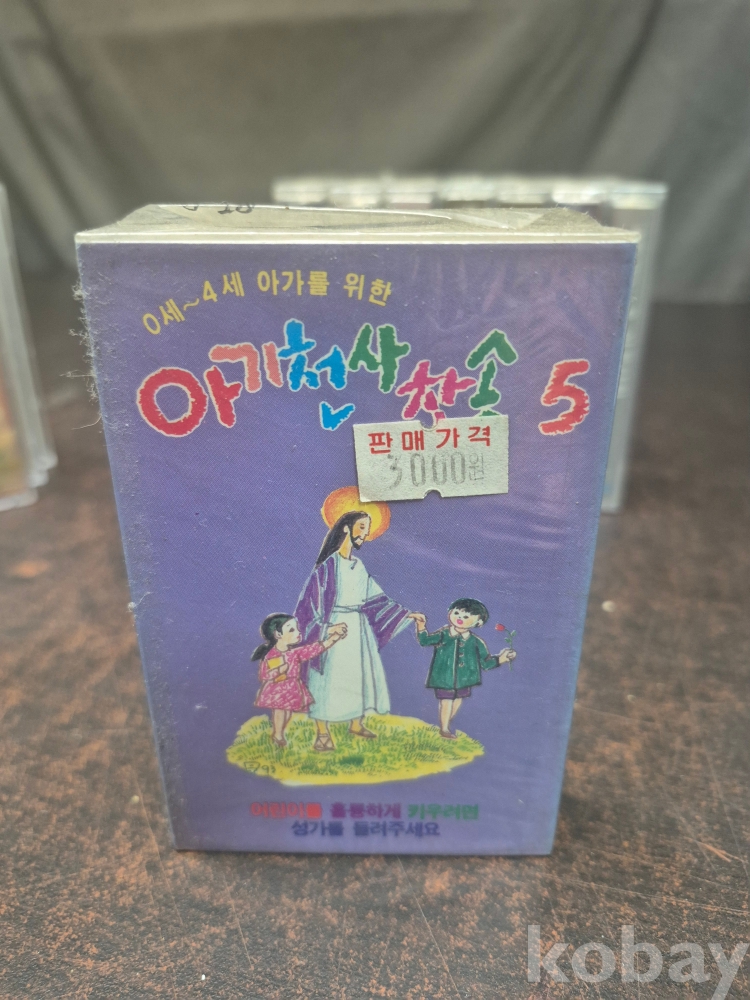 0세~4세 아가를 위한
아기천사 찬송 5
판매가격
3000원
어린이를 훌륭하게 키우려면
성가를 들려주세요
kobay